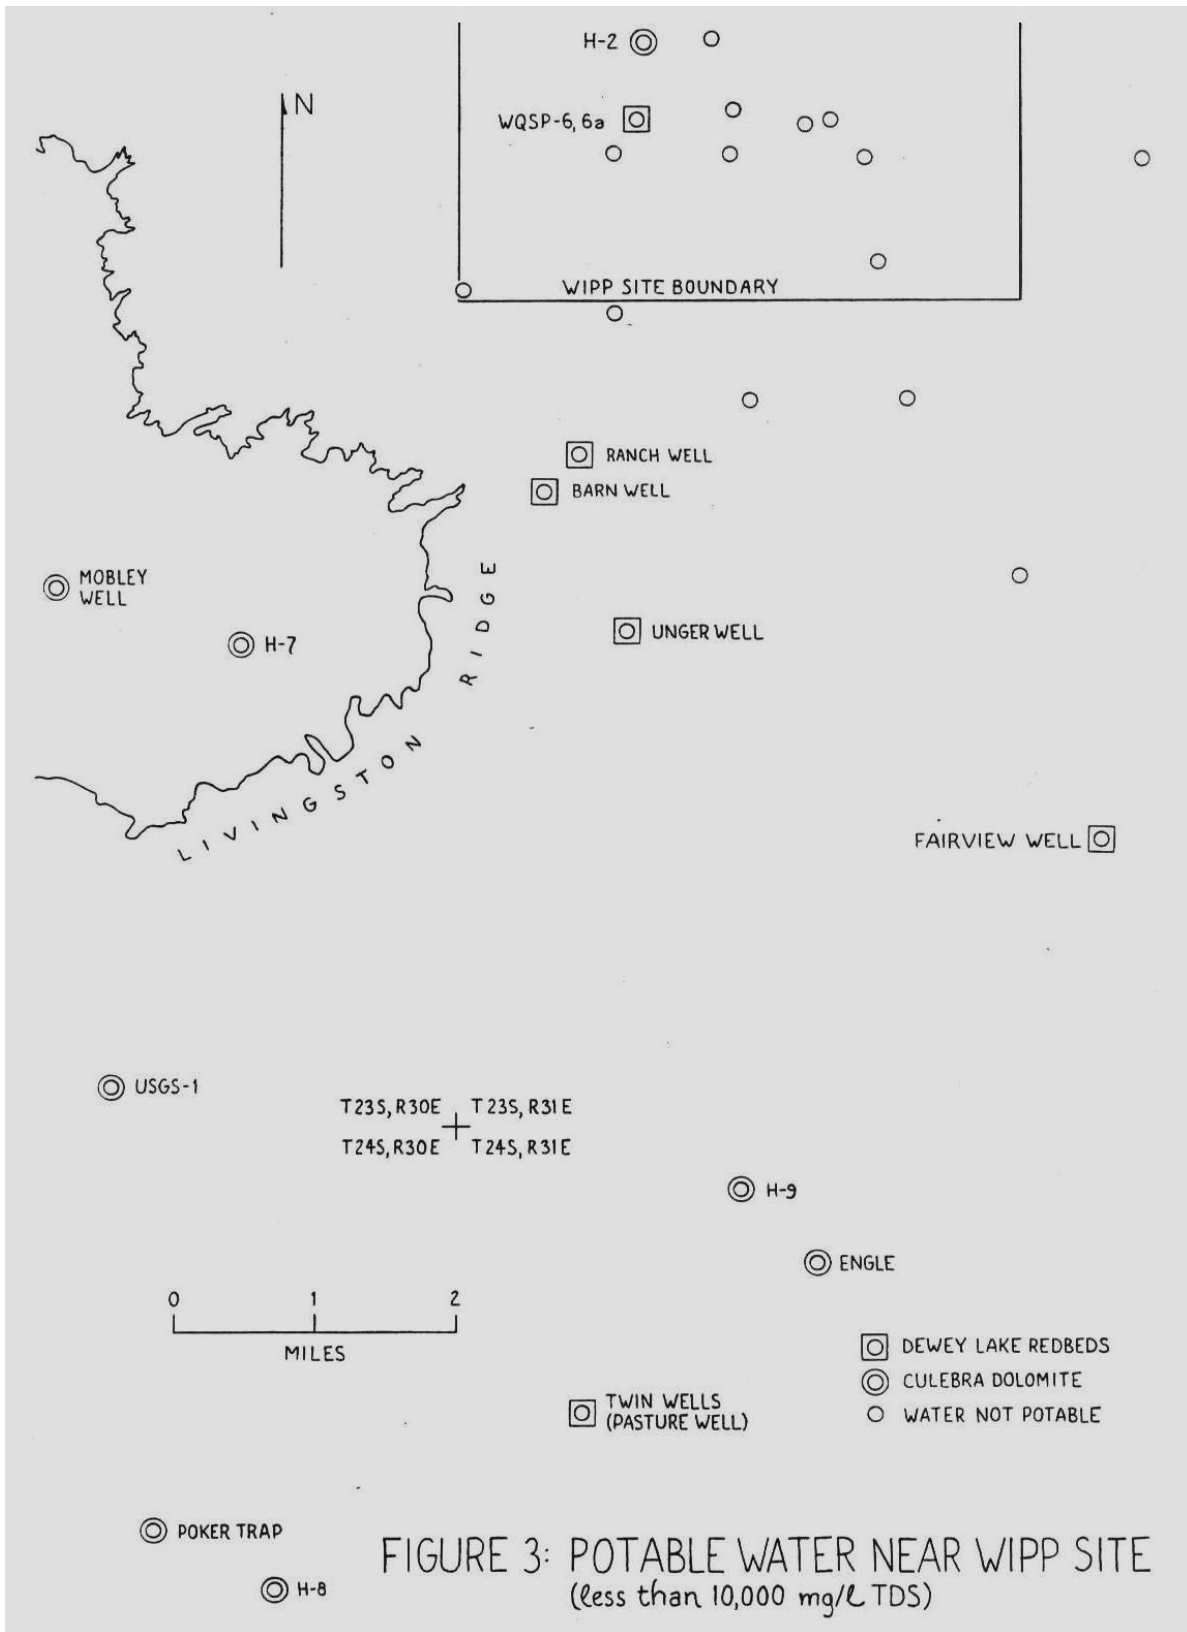 H-2
N
WQSP-6, 6a
WIPP SITE BOUNDARY
RANCH WELL
BARN WELL
MOBLEY
WELL
H-7
UNGER WELL
LIVINGSTON RIDGE
FAIRVIEW WELL
USGS-1
T23S, R30E T23S, R31E
T24S, R30E T24S, R31E
H-9
ENGLE
0 1 2
MILES
DEWEY LAKE REDBEDS
CULEBRA DOLOMITE
WATER NOT POTABLE
TWIN WELLS
(PASTURE WELL)
POKER TRAP
H-8
FIGURE 3: POTABLE WATER NEAR WIPP SITE
(less than 10,000 mg/l TDS)